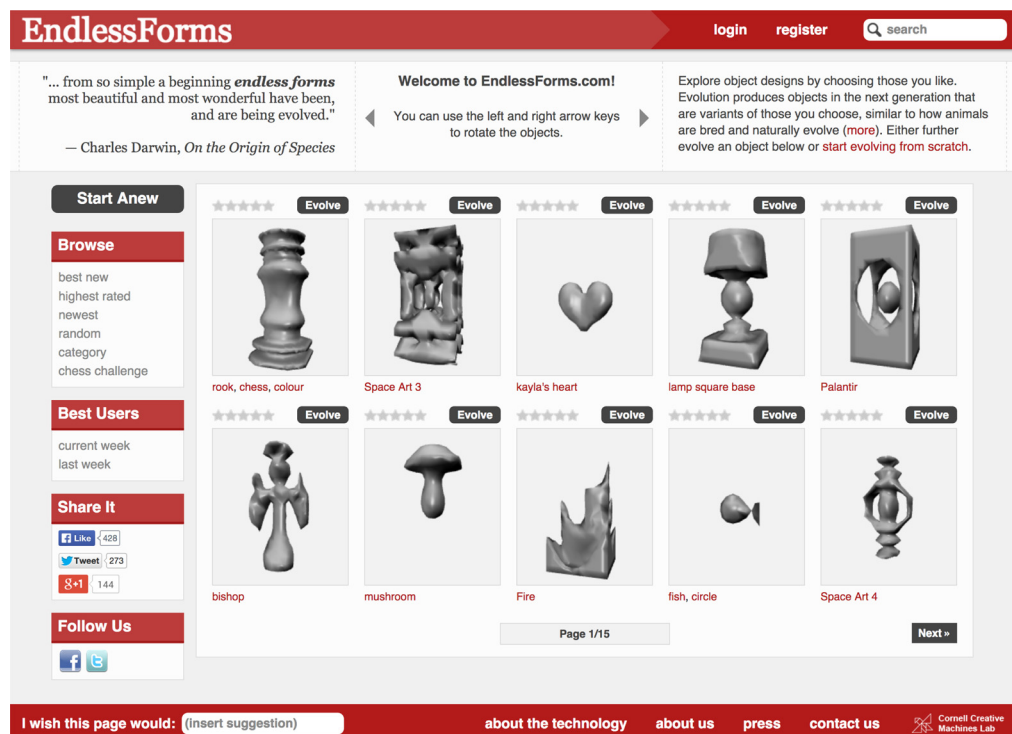 EndlessForms
login register search
"... from so simple a beginning endless forms
most beautiful and most wonderful have been,
and are being evolved."
— Charles Darwin, On the Origin of Species
Welcome to EndlessForms.com!
You can use the left and right arrow keys
to rotate the objects.
Explore object designs by choosing those you like.
Evolution produces objects in the next generation that
are variants of those you choose, similar to how animals
are bred and naturally evolve (more). Either further
evolve an object below or start evolving from scratch.
Start Anew
Browse
best new
highest rated
newest
random
category
chess challenge
Best Users
current week
last week
Share It
Like 428
Tweet 273
g+1 144
Follow Us
f t
Evolve Evolve Evolve Evolve Evolve
rook, chess, colour Space Art 3 kayla's heart lamp square base Palantir
Evolve Evolve Evolve Evolve Evolve
bishop mushroom Fire fish, circle Space Art 4
Page 1/15
Next »
I wish this page would: (insert suggestion) about the technology about us press contact us
Cornell Creative
Machines Lab